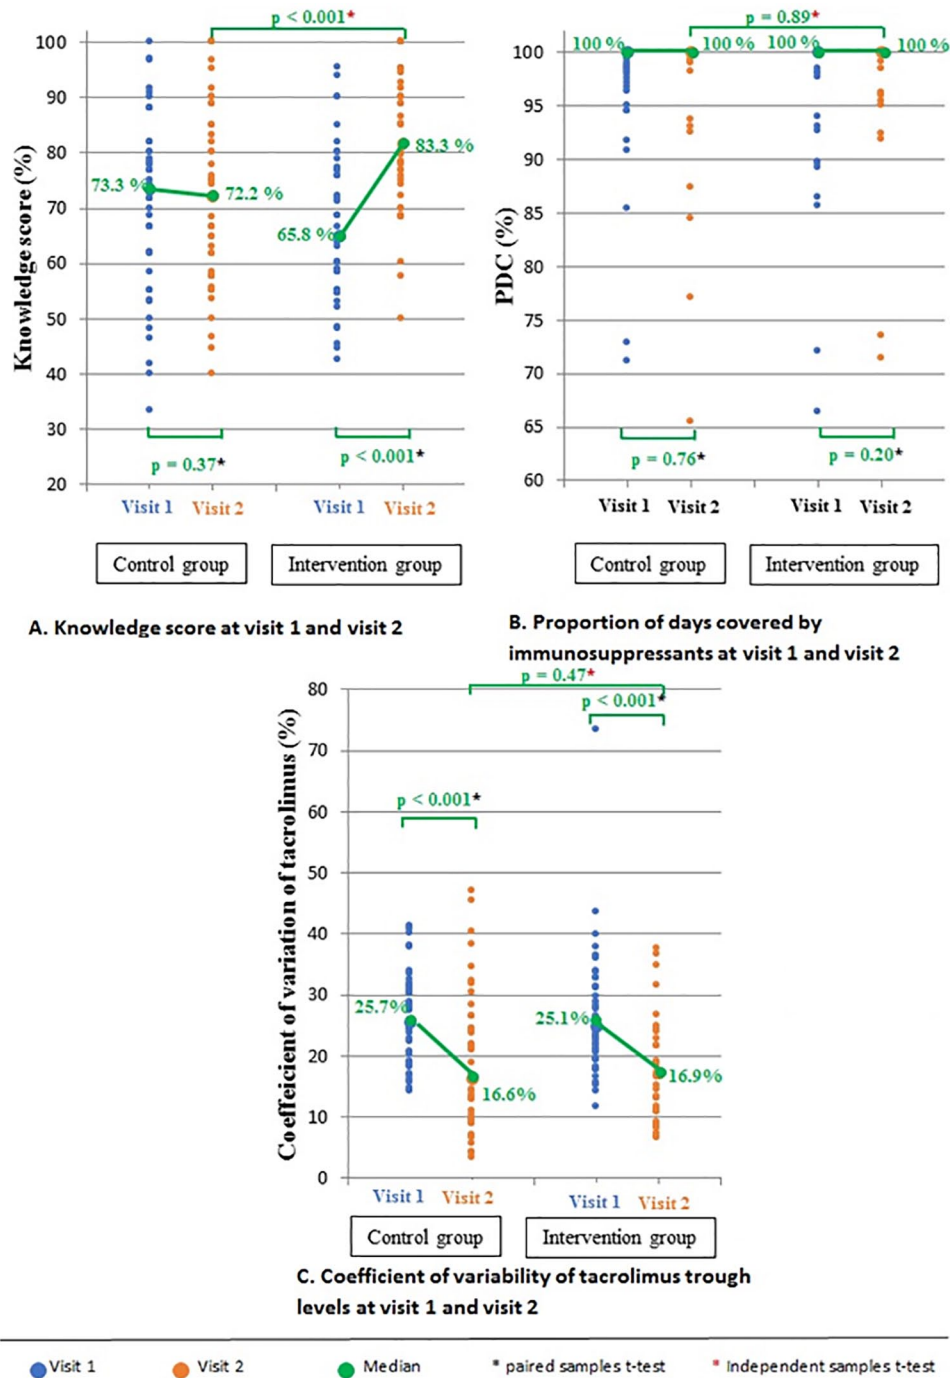 p < 0.001*
Knowledge score (%)
100
90
80
70
60
50
40
30
20
73.3 %
72.2 %
65.8 %
83.3 %
p = 0.37*
p < 0.001*
Visit 1 Visit 2 Visit 1 Visit 2
Control group Intervention group
A. Knowledge score at visit 1 and visit 2
p = 0.89*
PDC (%)
100
95
90
85
80
75
70
65
60
100 % 100 % 100 % 100 %
p = 0.76*
p = 0.20*
Visit 1 Visit 2 Visit 1 Visit 2
Control group Intervention group
B. Proportion of days covered by
immunosuppressants at visit 1 and visit 2
p = 0.47*
p < 0.001*
p < 0.001*
Coeffeicient of variation of tacrolimus (%)
80
70
60
50
40
30
20
10
0
25.7%
16.6%
25.1%
16.9%
Visit 1 Visit 2 Visit 1 Visit 2
Control group Intervention group
C. Coefficient of variability of tacrolimus trough
levels at visit 1 and visit 2
Visit 1 Visit 2 Median * paired samples t-test * Independent samples t-test